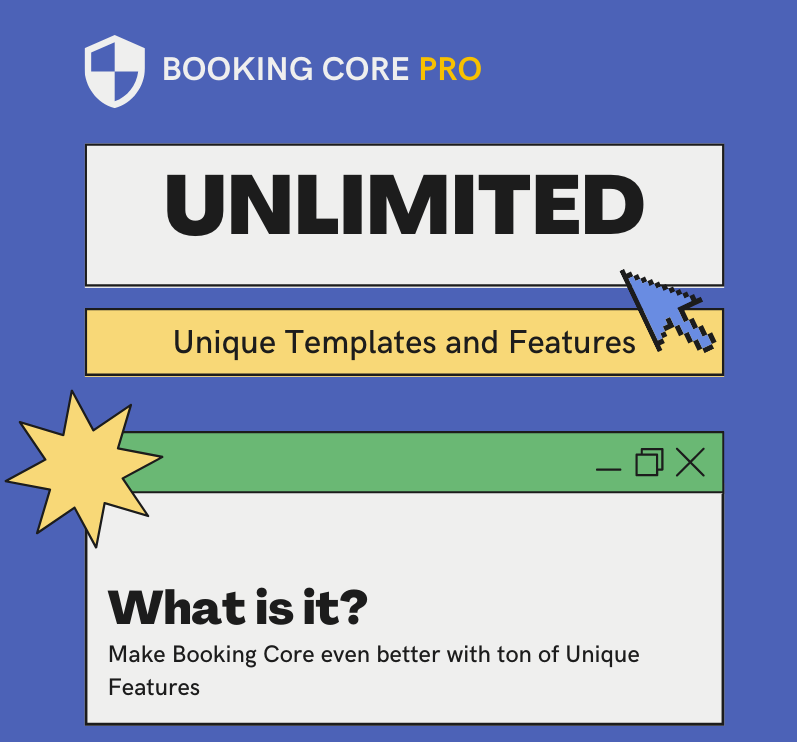 BOOKING CORE PRO
UNLIMITED
Unique Templates and Features
What is it?
Make Booking Core even better with ton of Unique
Features